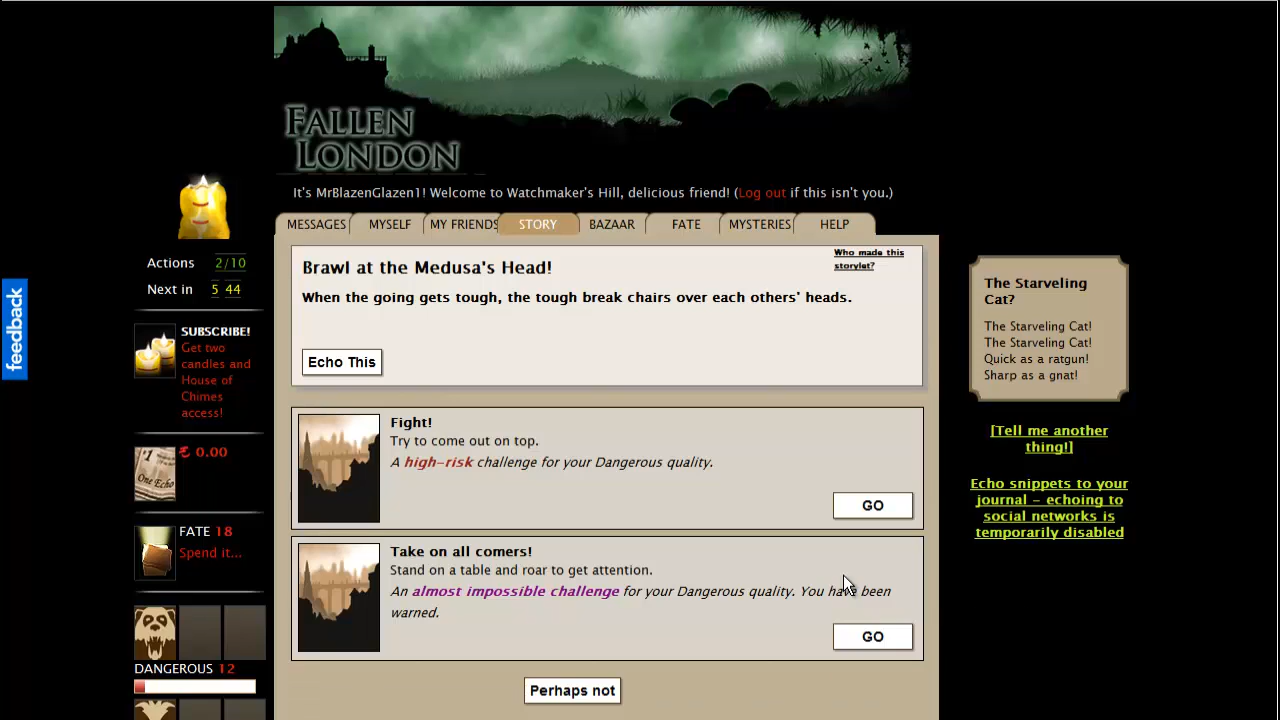 FALLEN
LONDON
It's MrBlazenGlazen1! Welcome to Watchmaker's Hill, delicious friend! (Log out if this isn't you.)
MESSAGES MYSELF MY FRIENDS STORY BAZAAR FATE MYSTERIES HELP
Actions 2/10
Next in 5 44
SUBSCRIBE!
Get two
candles and
House of
Chimes
access!
#1
One Echo
0.00
FATE 18
Spend it...
DANGEROUS 12
feedback
Brawl at the Medusa's Head!
Who made this
storylet?
When the going gets tough, the tough break chairs over each others' heads.
Echo This
Fight!
Try to come out on top.
A high-risk challenge for your Dangerous quality.
GO
Take on all comers!
Stand on a table and roar to get attention.
An almost impossible challenge for your Dangerous quality. You have been
warned.
GO
Perhaps not
The Starveling
Cat?
The Starveling Cat!
The Starveling Cat!
Quick as a ratgun!
Sharp as a gnat!
[Tell me another
thing!]
Echo snippets to your
journal - echoing to
social networks is
temporarily disabled